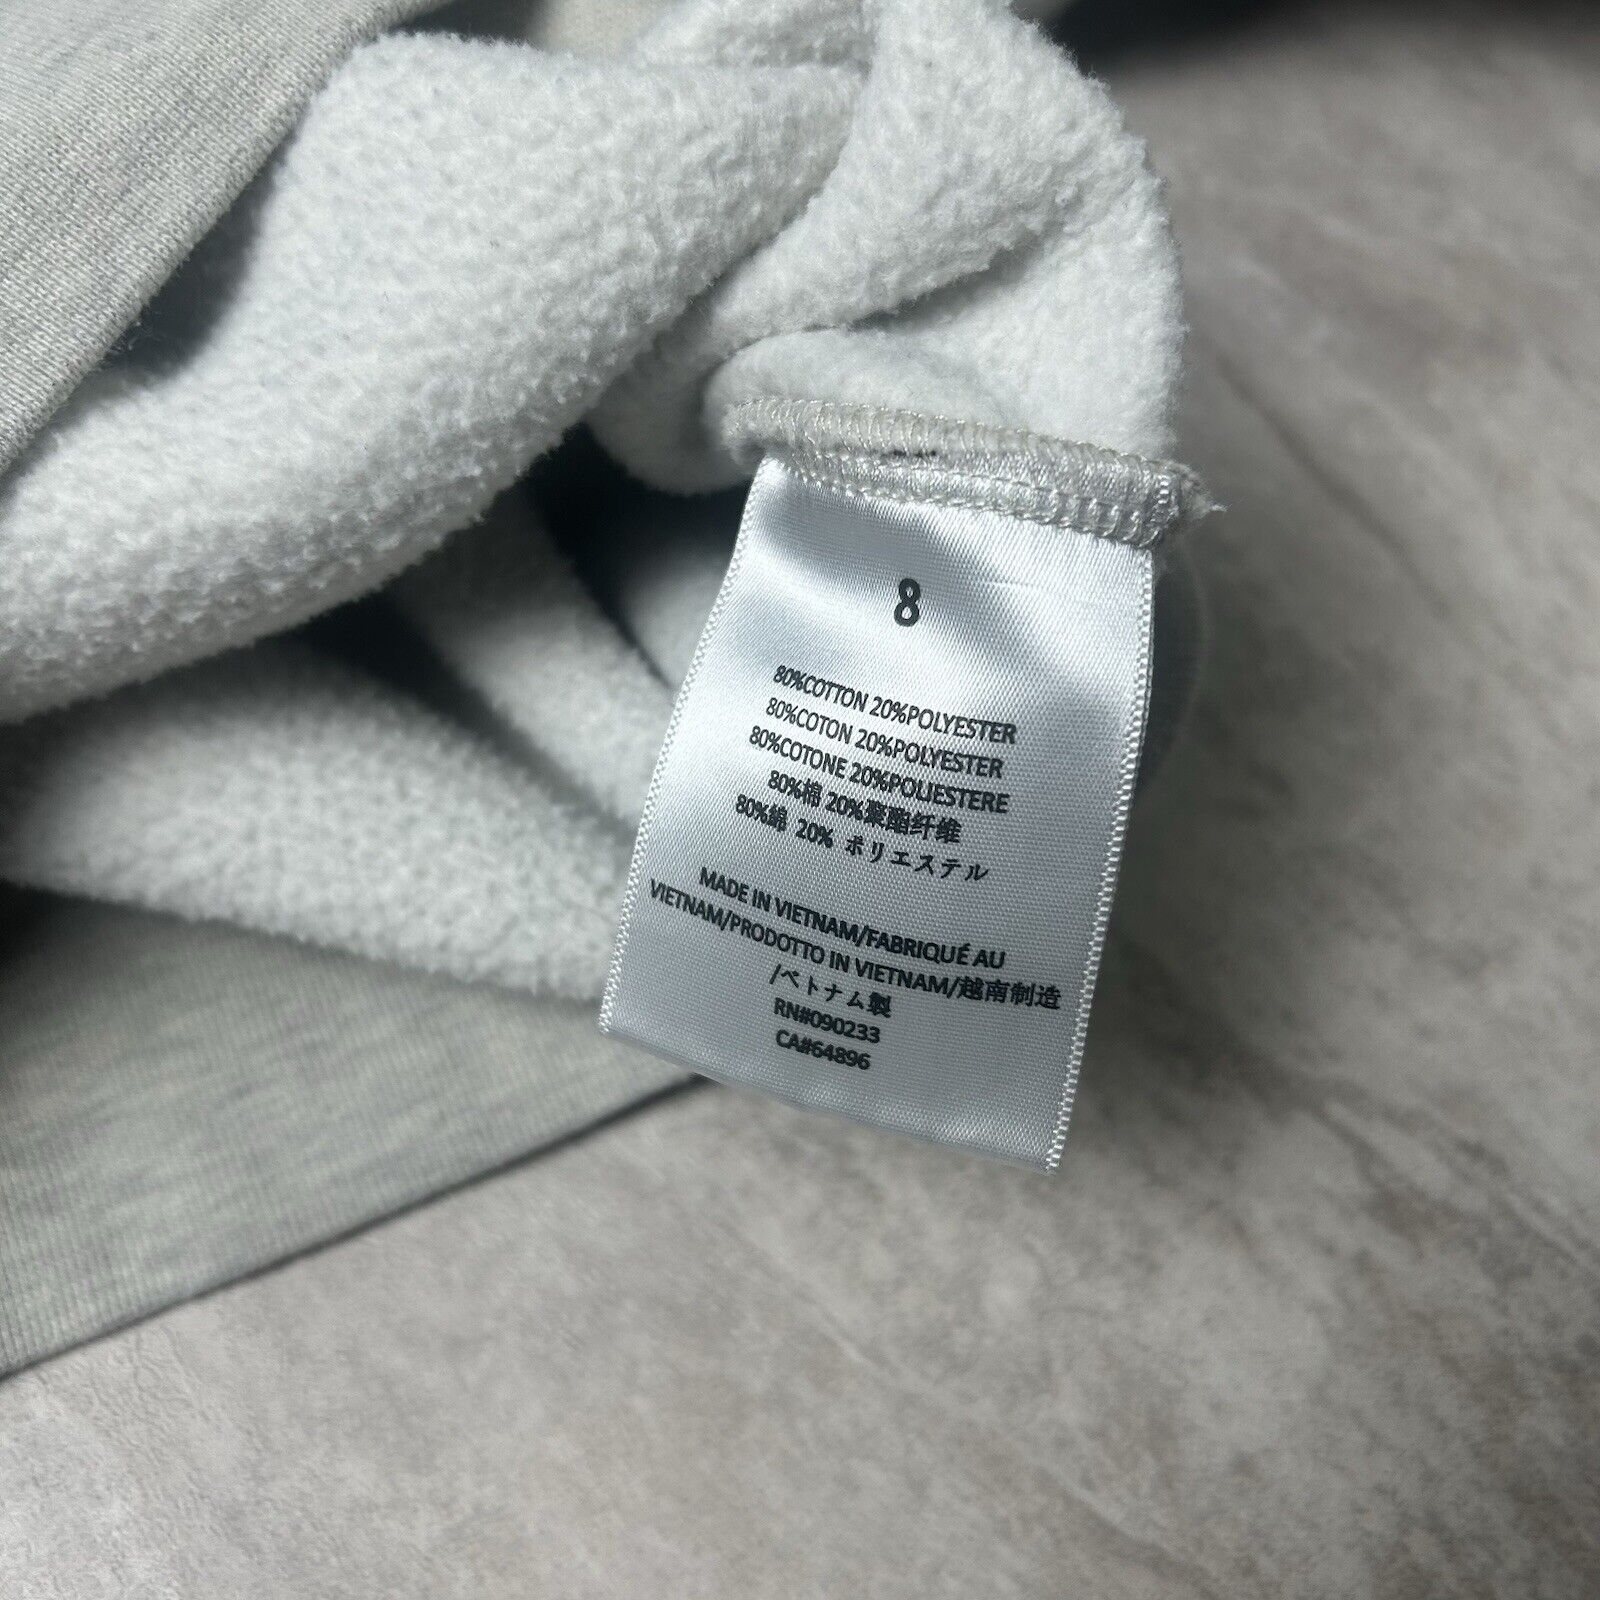 8
80%COTTON 20%POLYESTER
80%COTON 20%POLYESTER
80%COTONE 20%POLIESTERE
80%棉 20%聚酯纤维
80%綿 20% ポリエステル
MADE IN VIETNAM/FABRIQUÉ AU
VIETNAM/PRODOTTO IN VIETNAM/越南制造
/ベトナム製
RN#090233
CA#64896